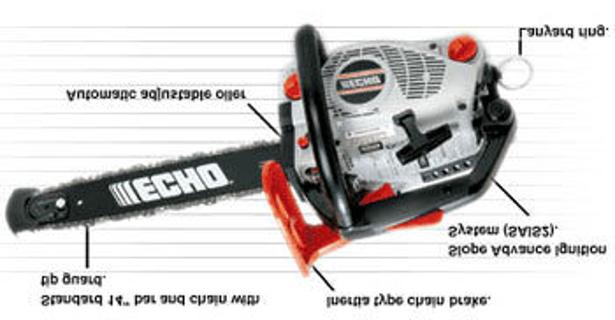 Standard 14" bar and chain with
tip guard.
Inertia type chain brake.
Slope Advance Ignition
System (SAIS2).
ECHO
Automatic adjustable oiler
ECHO
Lanyard ring.